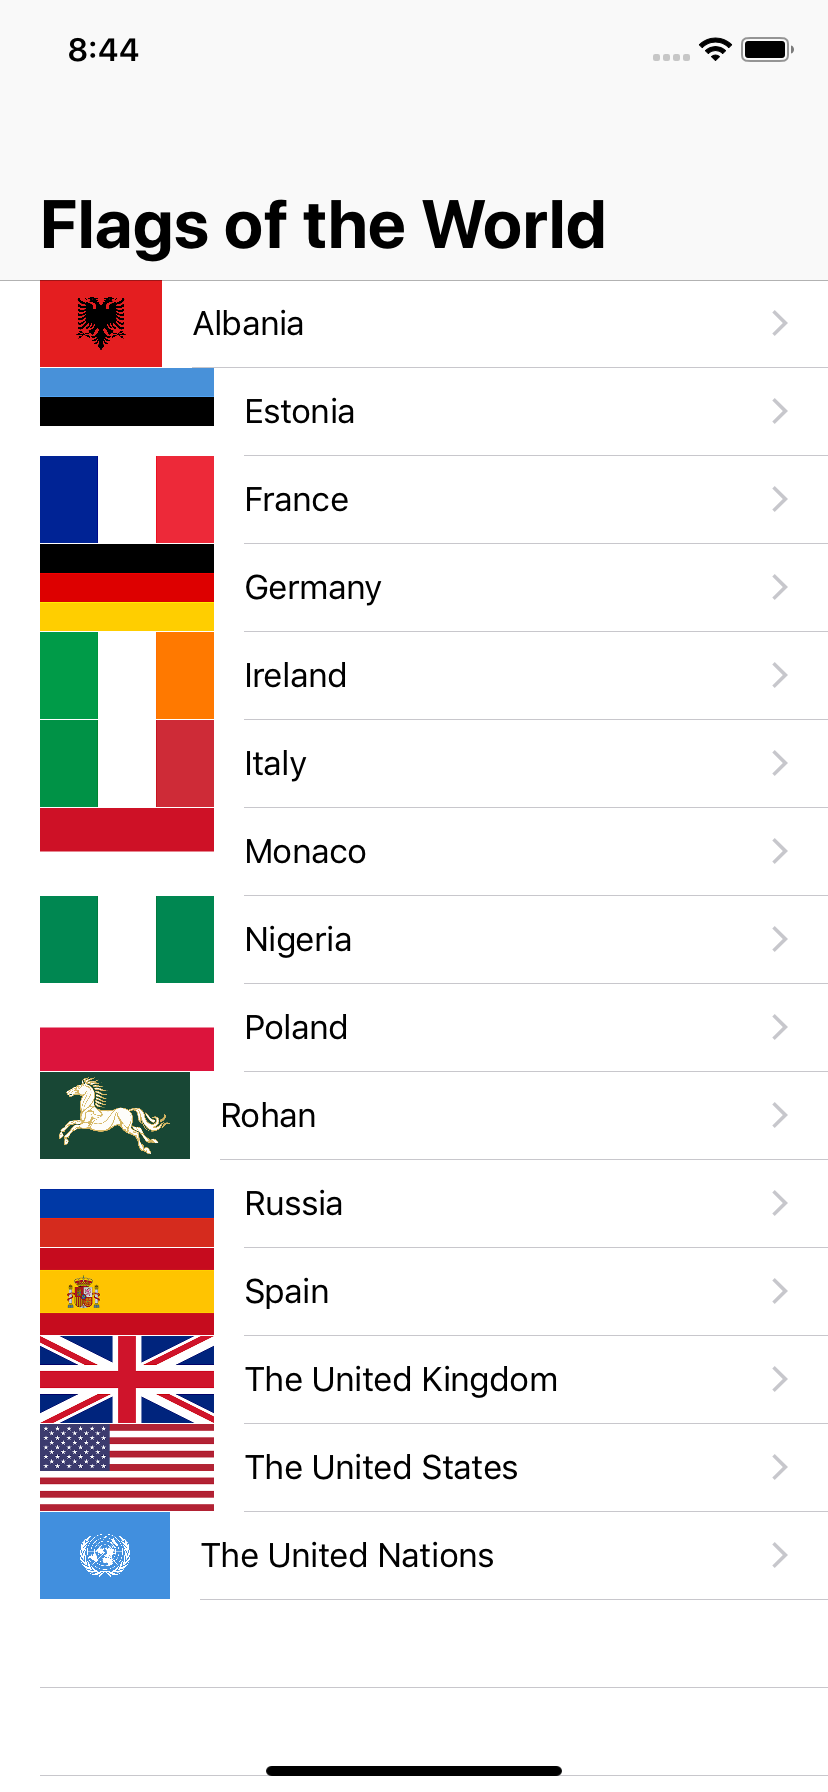 8:44
Flags of the World
Albania
Estonia
France
Germany
Ireland
Italy
Monaco
Nigeria
Poland
Rohan
Russia
Spain
The United Kingdom
The United States
The United Nations